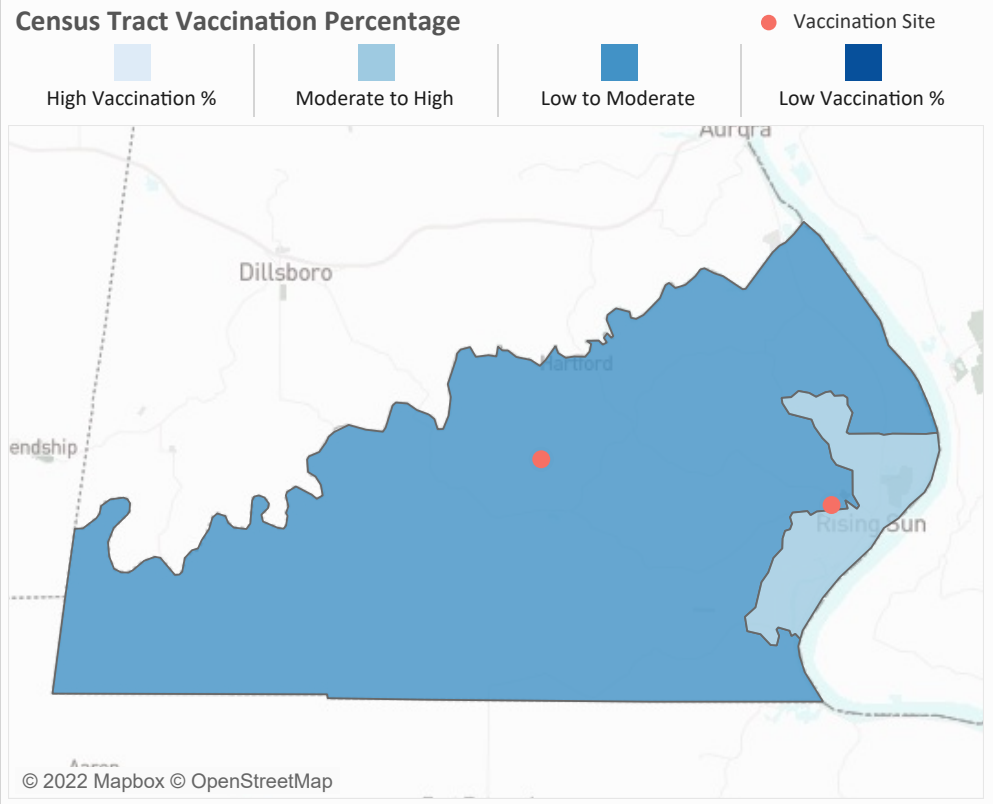 Census Tract Vaccination Percentage
Vaccination Site
High Vaccination %
Moderate to High
Low to Moderate
Low Vaccination %
Aurora
Dillsboro
Hartford
endship
Rising Sun
Aaron
© 2022 Mapbox © OpenStreetMap